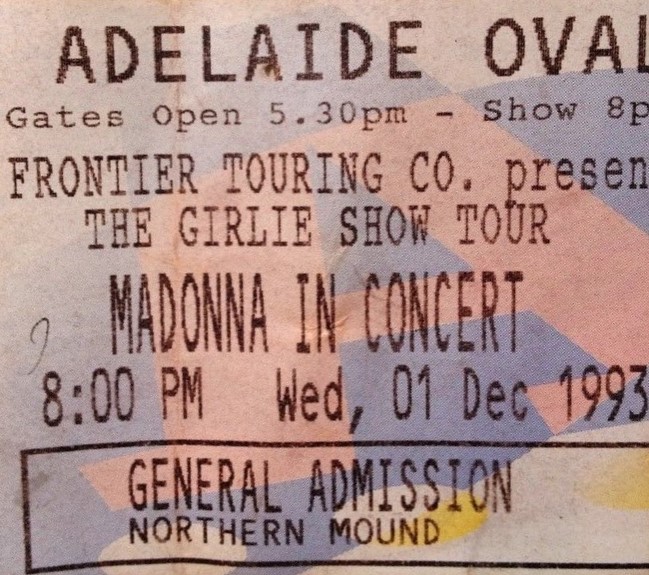 ADELAIDE OVAL
Gates Open 5.30pm - Show 8p
FRONTIER TOURING CO. presen
THE GIRLIE SHOW TOUR
MADONNA IN CONCERT
8:00 PM Wed, 01 Dec 1993
GENERAL ADMISSION
NORTHERN MOUND